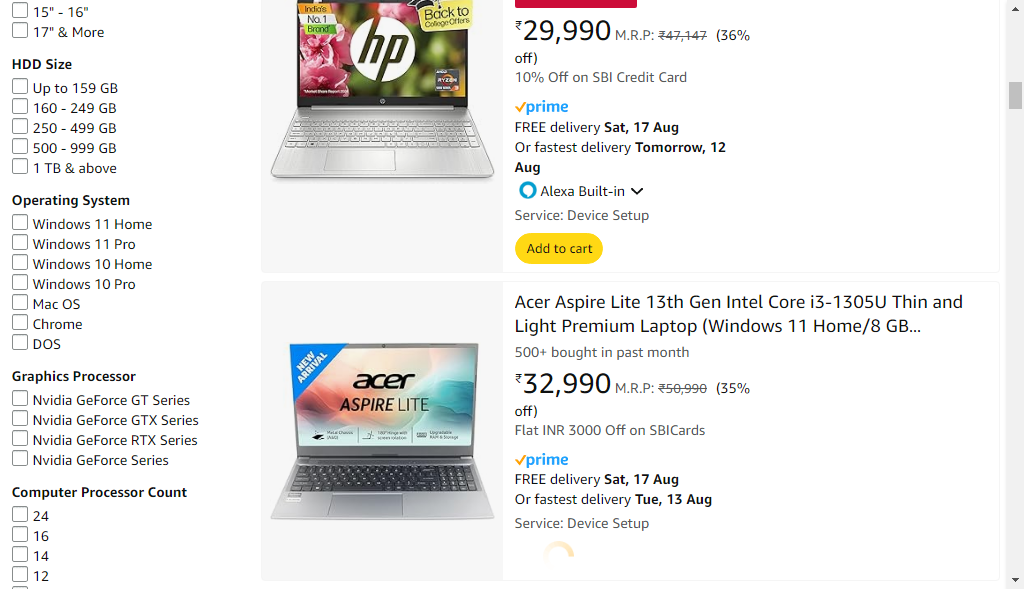 15" - 16"
17" & More
HDD Size
Up to 159 GB
160 - 249 GB
250 - 499 GB
500 - 999 GB
1 TB & above
Operating System
Windows 11 Home
Windows 11 Pro
Windows 10 Home
Windows 10 Pro
Mac OS
Chrome
DOS
Graphics Processor
Nvidia GeForce GT Series
Nvidia GeForce GTX Series
Nvidia GeForce RTX Series
Nvidia GeForce Series
Computer Processor Count
24
16
14
12
India's
No.1
Brand
hp
Back to
College Offers
RYZEN
₹29,990 M.R.P: ₹47,147 (36%
off)
10% Off on SBI Credit Card
prime
FREE delivery Sat, 17 Aug
Or fastest delivery Tomorrow, 12
Aug
Alexa Built-in
Service: Device Setup
Add to cart
NEW
ARRIVAL
acer
ASPIRE LITE
Acer Aspire Lite 13th Gen Intel Core i3-1305U Thin and
Light Premium Laptop (Windows 11 Home/8 GB...
500+ bought in past month
₹32,990 M.R.P: ₹50,990 (35%
off)
Flat INR 3000 Off on SBICards
prime
FREE delivery Sat, 17 Aug
Or fastest delivery Tue, 13 Aug
Service: Device Setup